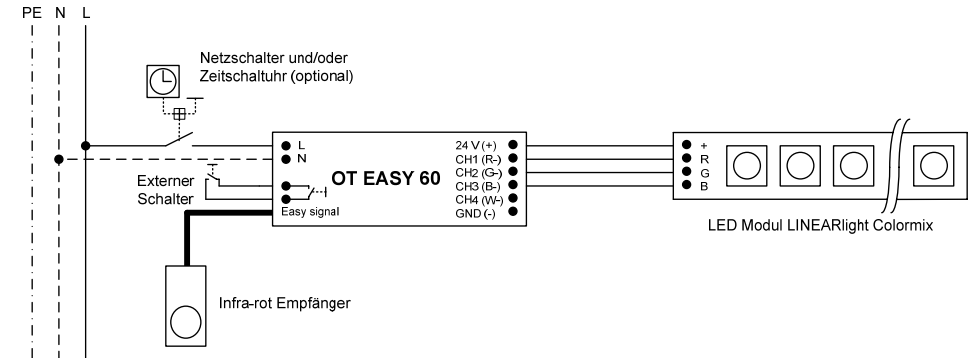 PE N L
Netzschalter und/oder
Zeitschaltuhr (optional)
L
N
Externer
Schalter
Easy signal
OT EASY 60
24 V (+)
CH1 (R-)
CH2 (G-)
CH3 (B-)
CH4 (W-)
GND (-)
+
R
G
B
LED Modul LINEARlight Colormix
Infra-rot Empfänger